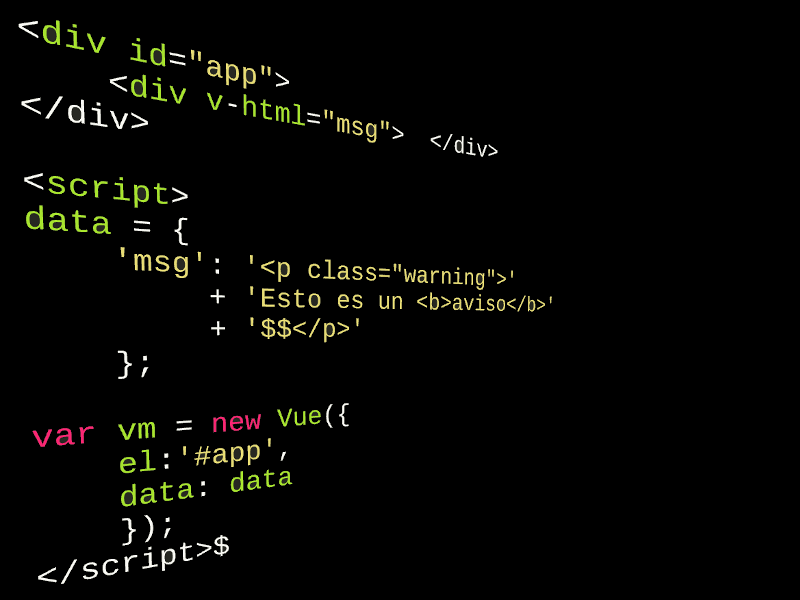 <div id="app">
<div v-html="msg"> </div>
</div>
<script>
data = {
'msg': '<p class="warning">'
+ 'Esto es un <b>aviso</b>'
+ '$$</p>'
};
var vm = new Vue({
el:'#app',
data: data
});
</script>$